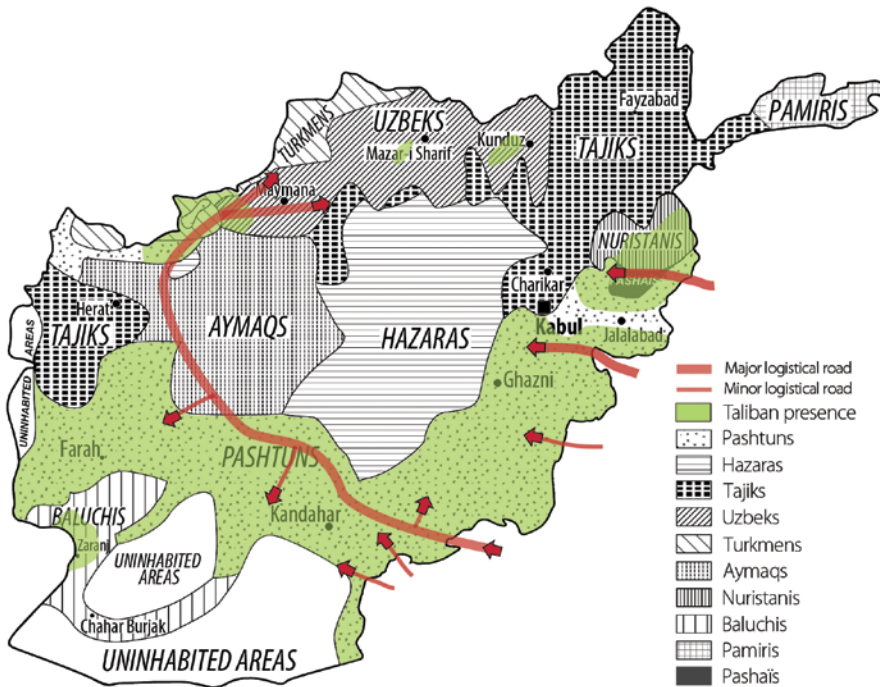 Fayzabad
PAMIRIS
UZBEKS
TURKMENS
Kunduz
TAJIKS
Mazar-i Sharif
Maymana
NURISTANIS
PASHAIS
Charikar
Herat
TAJIKS
AYMAQS
HAZARAS
Kabul
Jalalabad
UNINHABITED AREAS
Ghazni
Farah
PASHTUNS
Kandahar
BALUCHIS
Zaranj
UNINHABITED
AREAS
Chahar Burjak
UNINHABITED AREAS
Major logistical road
Minor logistical road
Taliban presence
Pashtuns
Hazaras
Tajiks
Uzbeks
Turkmens
Aymaqs
Nuristanis
Baluchis
Pamiris
Pashaïs